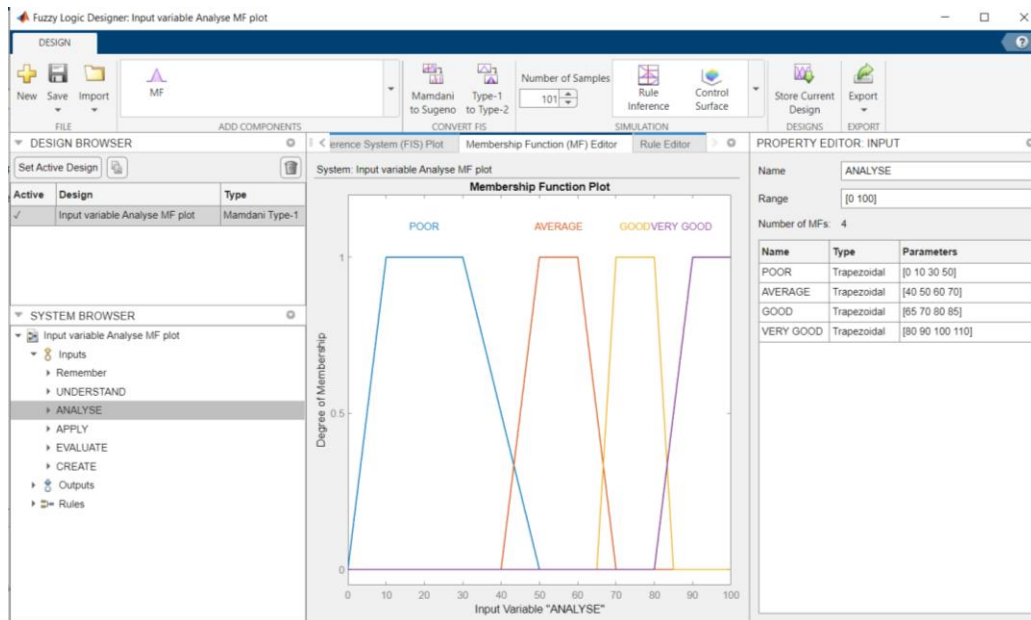 Fuzzy Logic Designer: Input variable Analyse MF plot
DESIGN
New
Save
Import
MF
Mamdani to Sugeno
Type-1 to Type-2
Number of Samples
101
Rule Inference
Control Surface
Store Current Design
Export
FILE
ADD COMPONENTS
CONVERT FIS
SIMULATION
DESIGNS
EXPORT
DESIGN BROWSER
Set Active Design
Active Design Type
✓ Input variable Analyse MF plot Mamdani Type-1
SYSTEM BROWSER
Input variable Analyse MF plot
Inputs
Remember
UNDERSTAND
ANALYSE
APPLY
EVALUATE
CREATE
Outputs
Rules
erence System (FIS) Plot
Membership Function (MF) Editor
Rule Editor
System: Input variable Analyse MF plot
Membership Function Plot
POOR AVERAGE GOOD VERY GOOD
1
0.5
0
Degree of Membership
0 10 20 30 40 50 60 70 80 90 100
Input Variable "ANALYSE"
PROPERTY EDITOR: INPUT
Name ANALYSE
Range [0 100]
Number of MFs: 4
Name Type Parameters
POOR Trapezoidal [0 10 30 50]
AVERAGE Trapezoidal [40 50 60 70]
GOOD Trapezoidal [65 70 80 85]
VERY GOOD Trapezoidal [80 90 100 110]